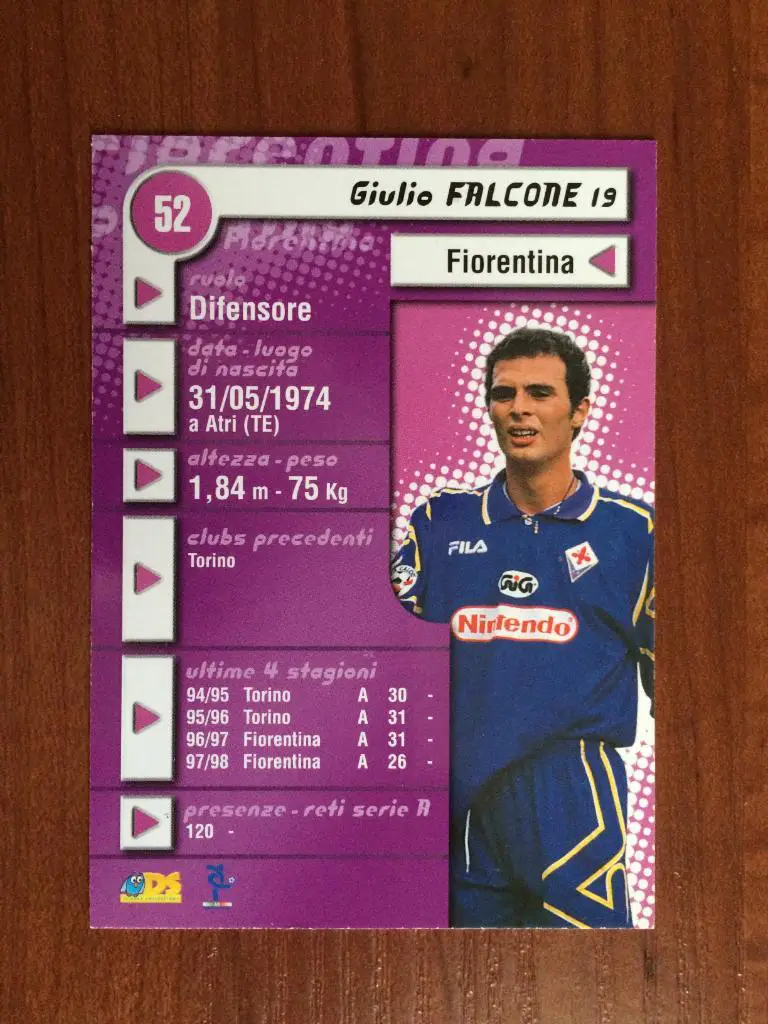 Fiorentina
52
Giulio FALCONE 19
Fiorentina
Fiorentina
ruolo
Difensore
data - luogo
di nascita
31/05/1974
a Atri (TE)
altezza - peso
1,84 m - 75 Kg
clubs precedenti
Torino
ultime 4 stagioni
94/95 Torino A 30 -
95/96 Torino A 31 -
96/97 Fiorentina A 31 -
97/98 Fiorentina A 26 -
presenze - reti serie A
120 -
FILA
Nintendo
DS